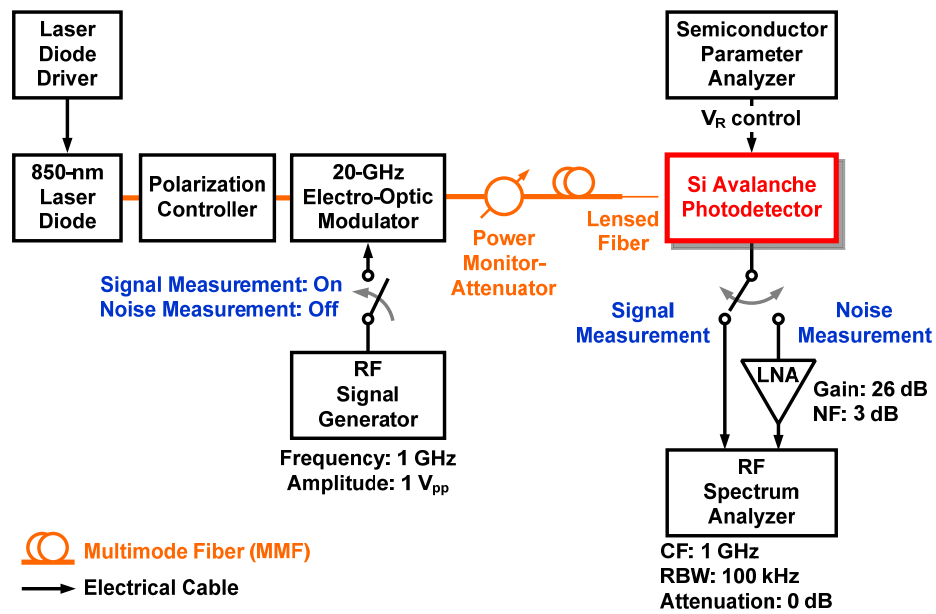 Laser
Diode
Driver
Semiconductor
Parameter
Analyzer
V_R control
850-nm
Laser
Diode
Polarization
Controller
20-GHz
Electro-Optic
Modulator
Power
Monitor-
Attenuator
Lensed
Fiber
Si Avalanche
Photodetector
Signal Measurement: On
Noise Measurement: Off
Signal
Measurement
Noise
Measurement
RF
Signal
Generator
Frequency: 1 GHz
Amplitude: 1 V_pp
LNA
Gain: 26 dB
NF: 3 dB
RF
Spectrum
Analyzer
CF: 1 GHz
RBW: 100 kHz
Attenuation: 0 dB
Multimode Fiber (MMF)
Electrical Cable